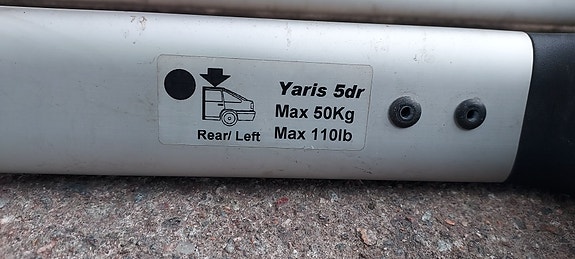 Yaris 5dr
Max 50Kg
Rear/ Left Max 110lb